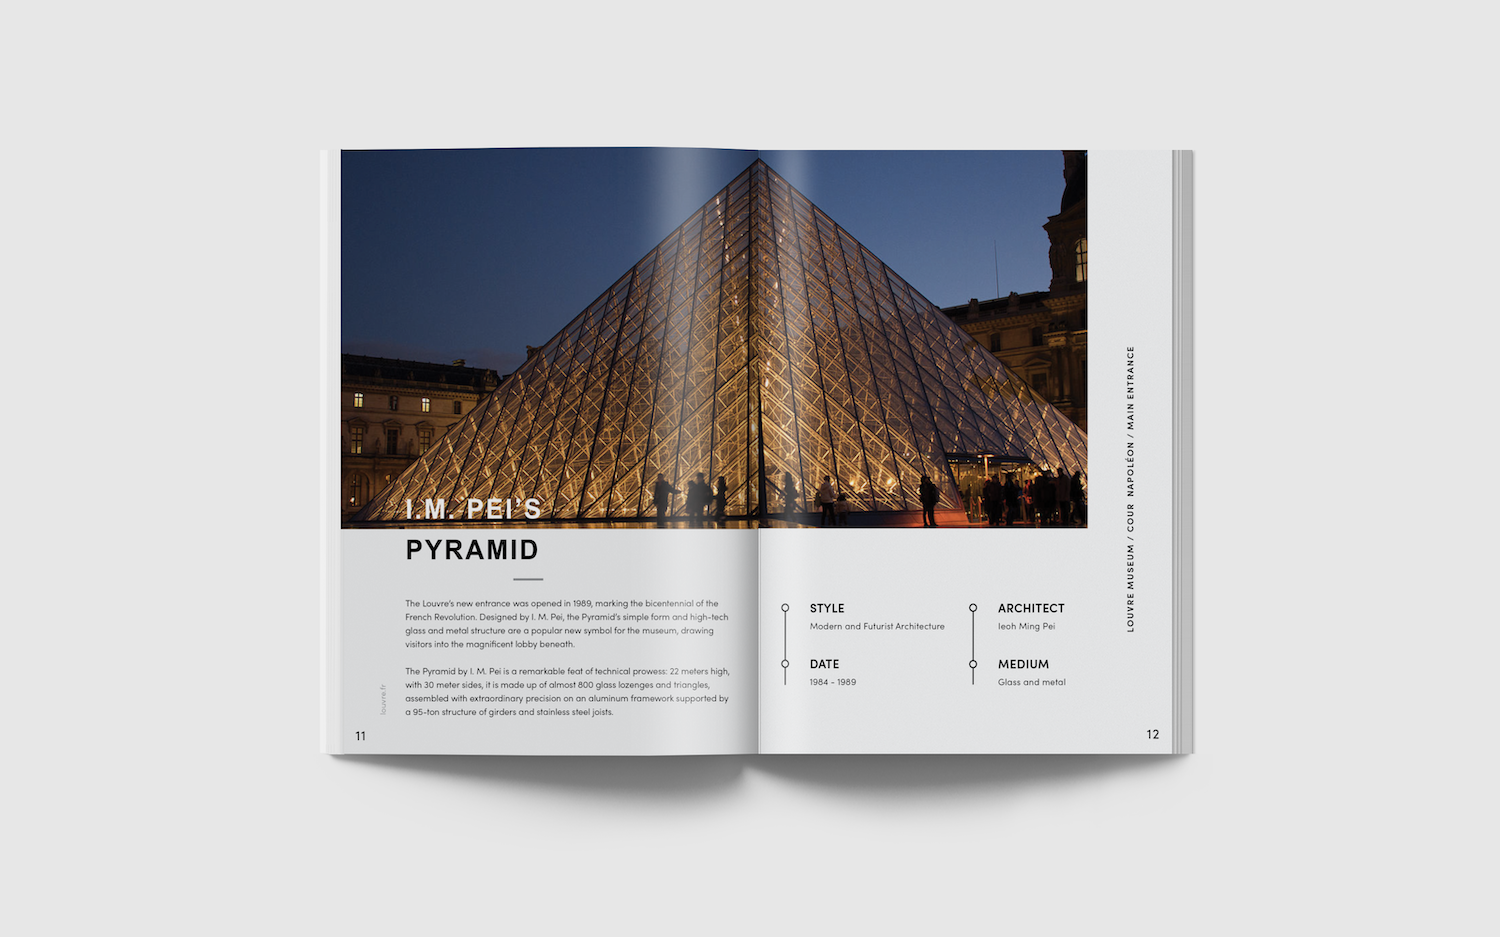 I.M. PEI'S
PYRAMID
The Louvre's new entrance was opened in 1989, marking the bicentennial of the
French Revolution. Designed by I. M. Pei, the Pyramid's simple form and high-tech
glass and metal structure are a popular new symbol for the museum, drawing
visitors into the magnificent lobby beneath.
The Pyramid by I. M. Pei is a remarkable feat of technical prowess: 22 meters high,
with 30 meter sides, it is made up of almost 800 glass lozenges and triangles,
assembled with extraordinary precision on an aluminum framework supported by
a 95-ton structure of girders and stainless steel joists.
louvre.fr
11
STYLE
Modern and Futurist Architecture
DATE
1984 - 1989
ARCHITECT
Ieoh Ming Pei
MEDIUM
Glass and metal
LOUVRE MUSEUM / COUR NAPOLÉON / MAIN ENTRANCE
12